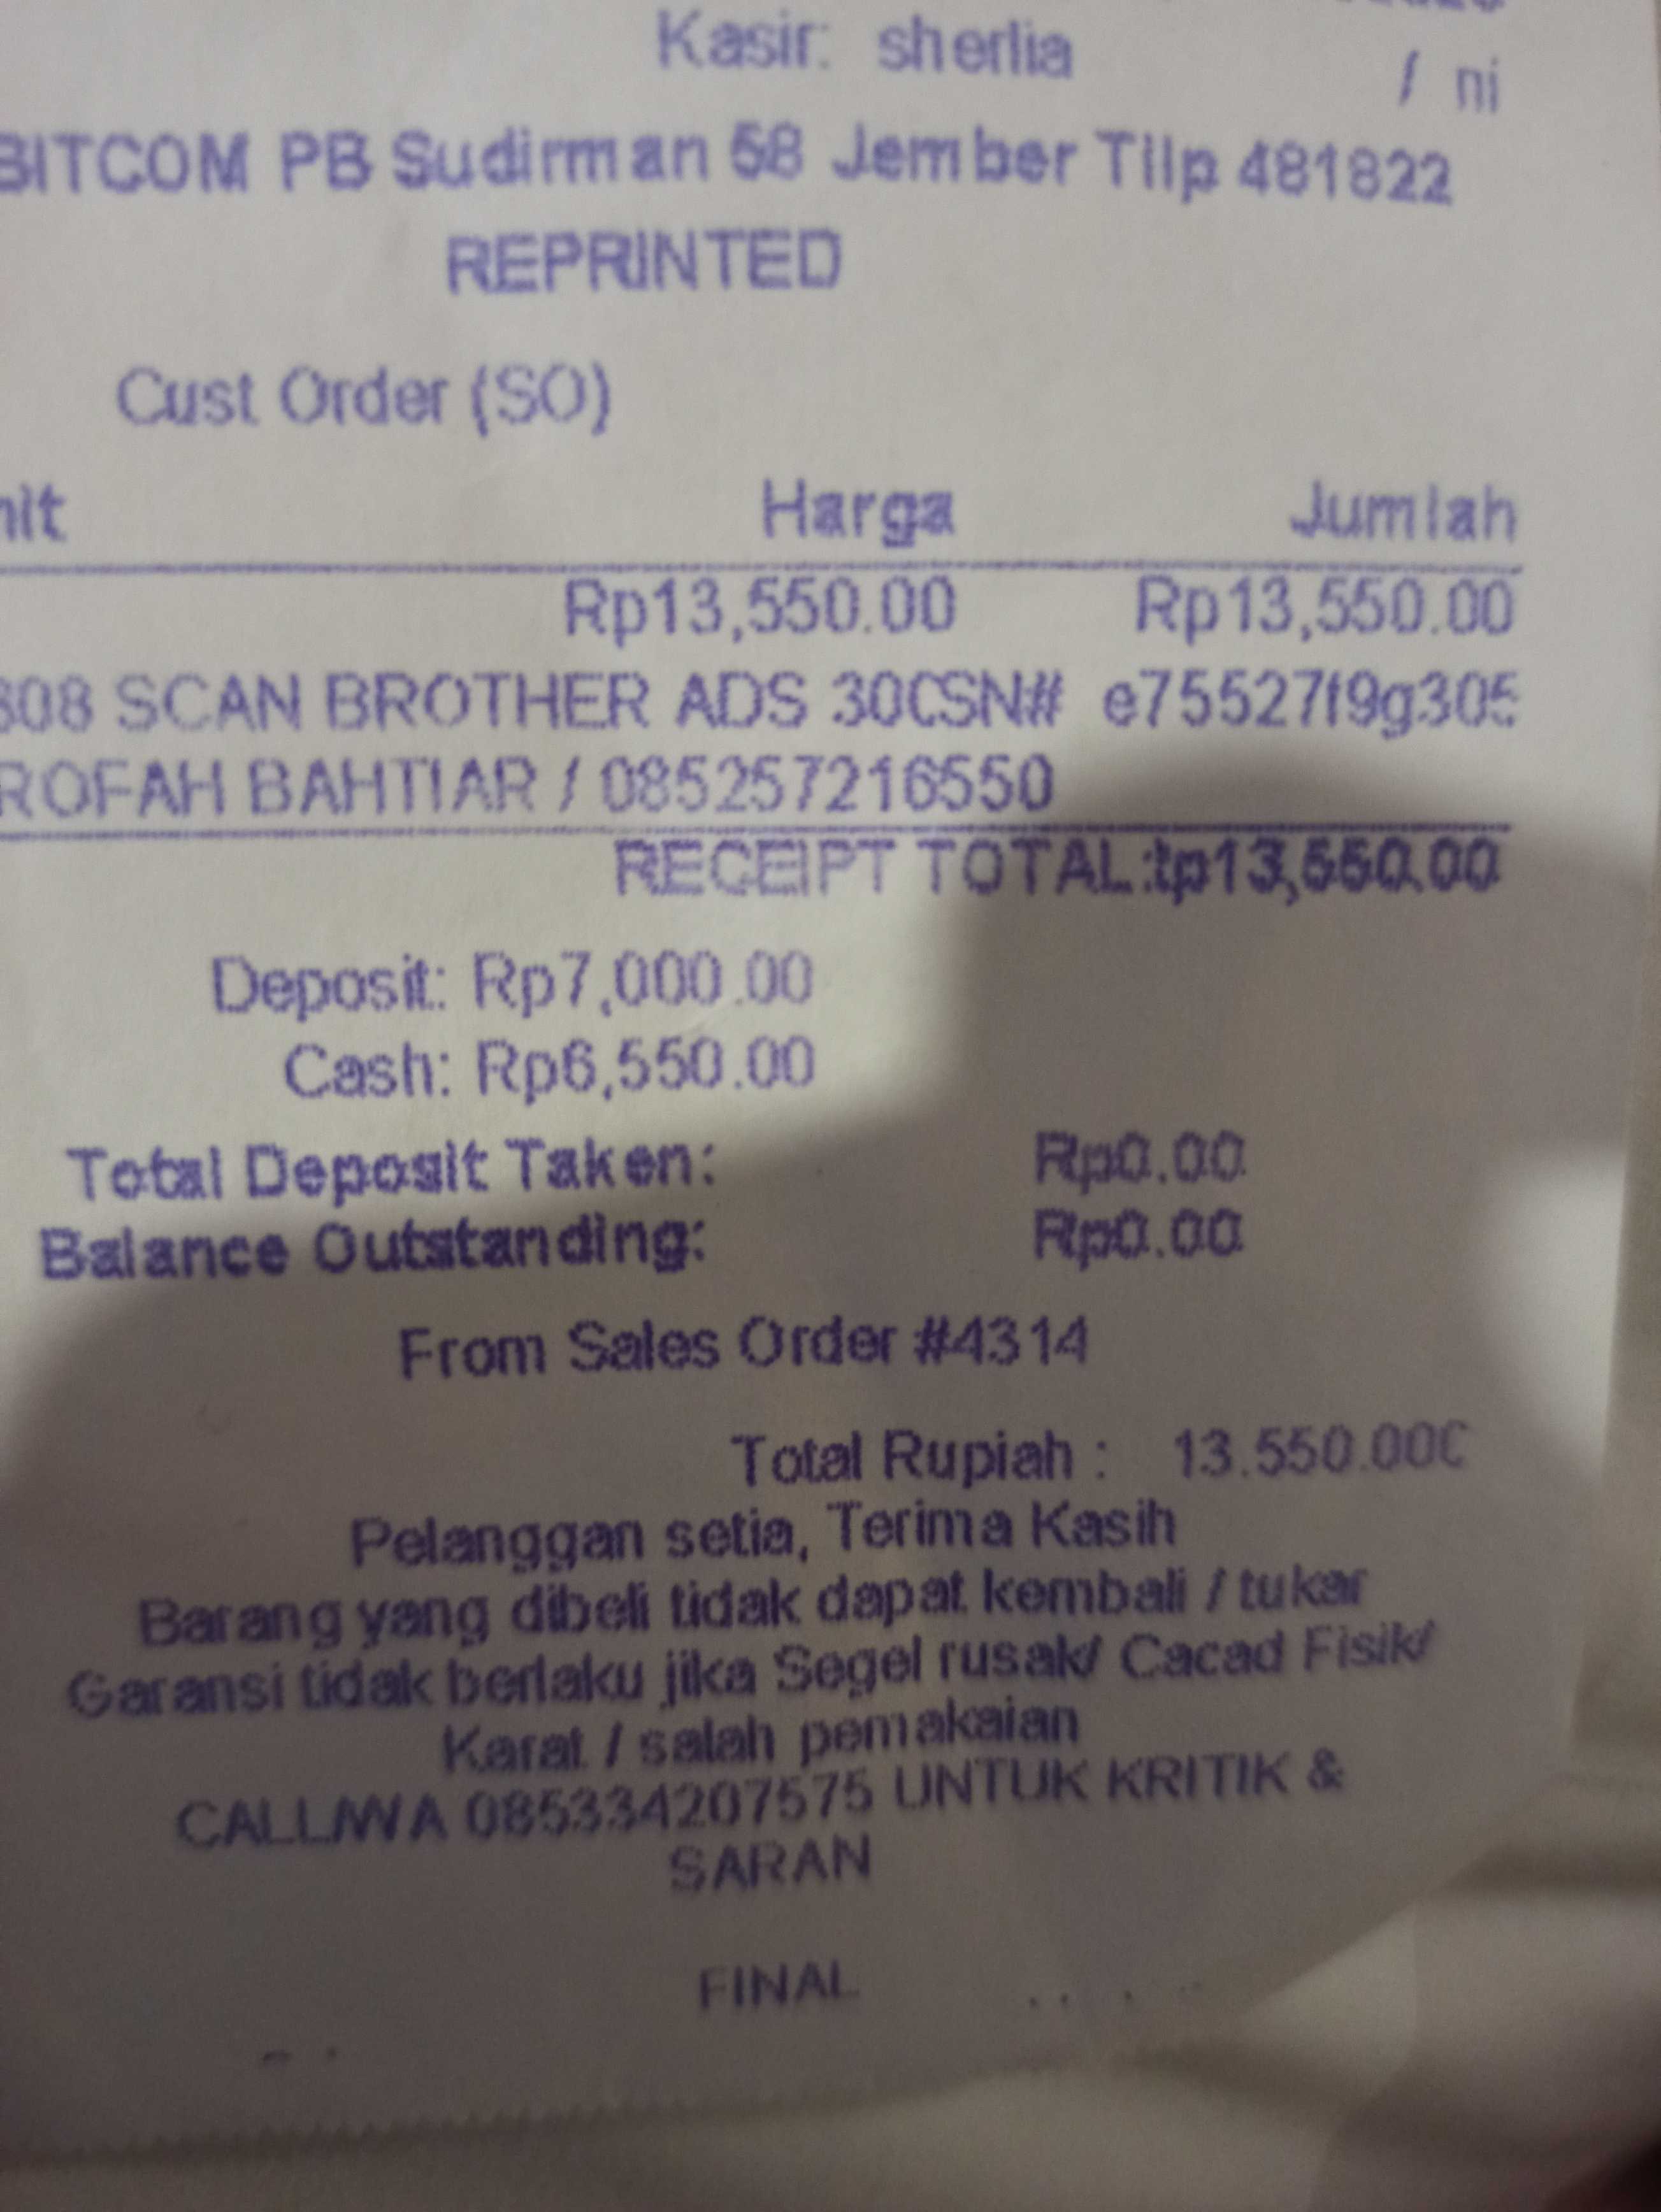 Kasir: sherlia
/ ni
BITCOM PB Sudirman 58 Jember Tllp 481822
REPRINTED
Cust Order (SO)
nit Harga Jumlah
Rp13,550.00 Rp13,550.00
308 SCAN BROTHER ADS 300SN# e75527f9g305
ROFAH BAHTIAR / 085257216550
RECEIPT TOTAL:tp13,550.00
Deposit: Rp7,000.00
Cash: Rp6,550.00
Total Deposit Taken: Rp0.00
Balance Outstanding: Rp0.00
From Sales Order #4314
Total Rupiah : 13.550.000
Pelanggan setia, Terima Kasih
Barang yang dibeli tidak dapat kembali / tukar
Garansi tidak berlaku jika Segel rusak/ Cacad Fisik/
Karat / salah pemakaian
CALL/WA 085334207575 UNTUK KRITIK &
SARAN
FINAL